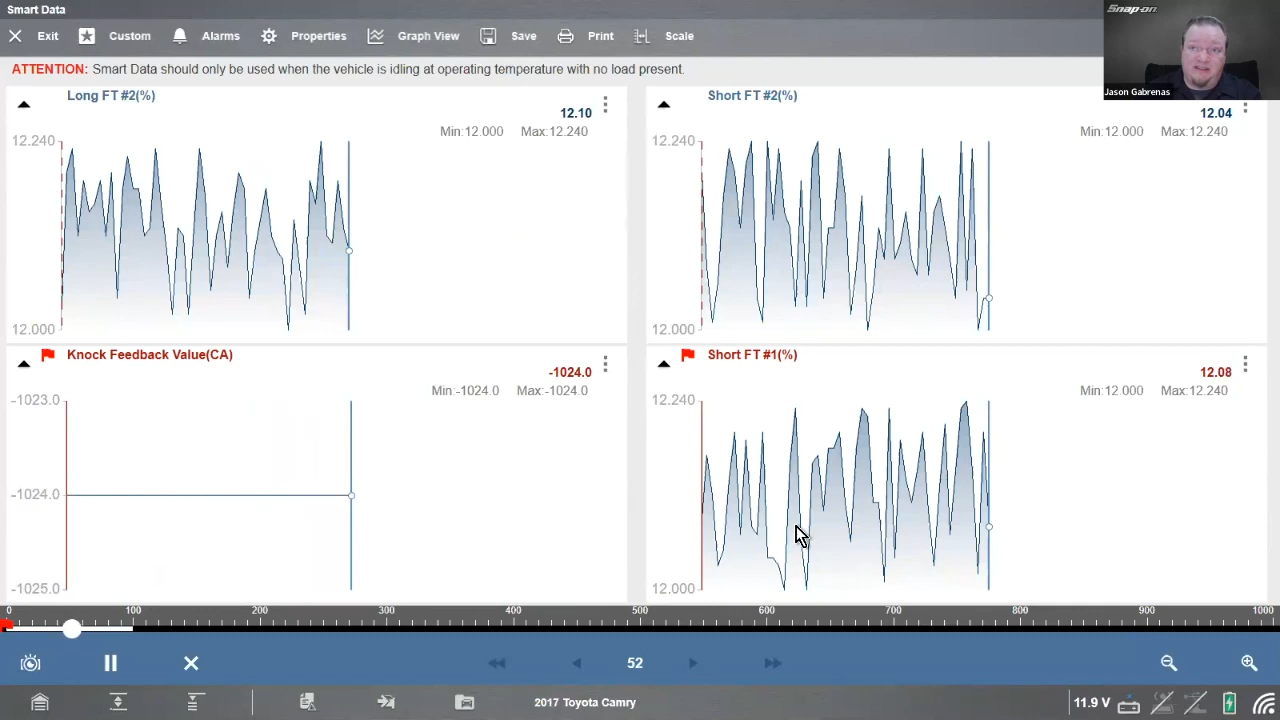 Smart Data
Exit Custom Alarms Properties Graph View Save Print Scale
Snap-on
Jason Gabrenas
ATTENTION: Smart Data should only be used when the vehicle is idling at operating temperature with no load present.
Long FT #2(%)
12.10
Min:12.000 Max:12.240
12.240
12.000
Short FT #2(%)
12.04
Min:12.000 Max:12.240
12.240
12.000
Knock Feedback Value(CA)
-1024.0
Min:-1024.0 Max:-1024.0
-1023.0
-1024.0
-1025.0
Short FT #1(%)
12.08
Min:12.000 Max:12.240
12.240
12.000
0 100 200 300 400 500 600 700 800 900 1000
52
2017 Toyota Camry
11.9 V